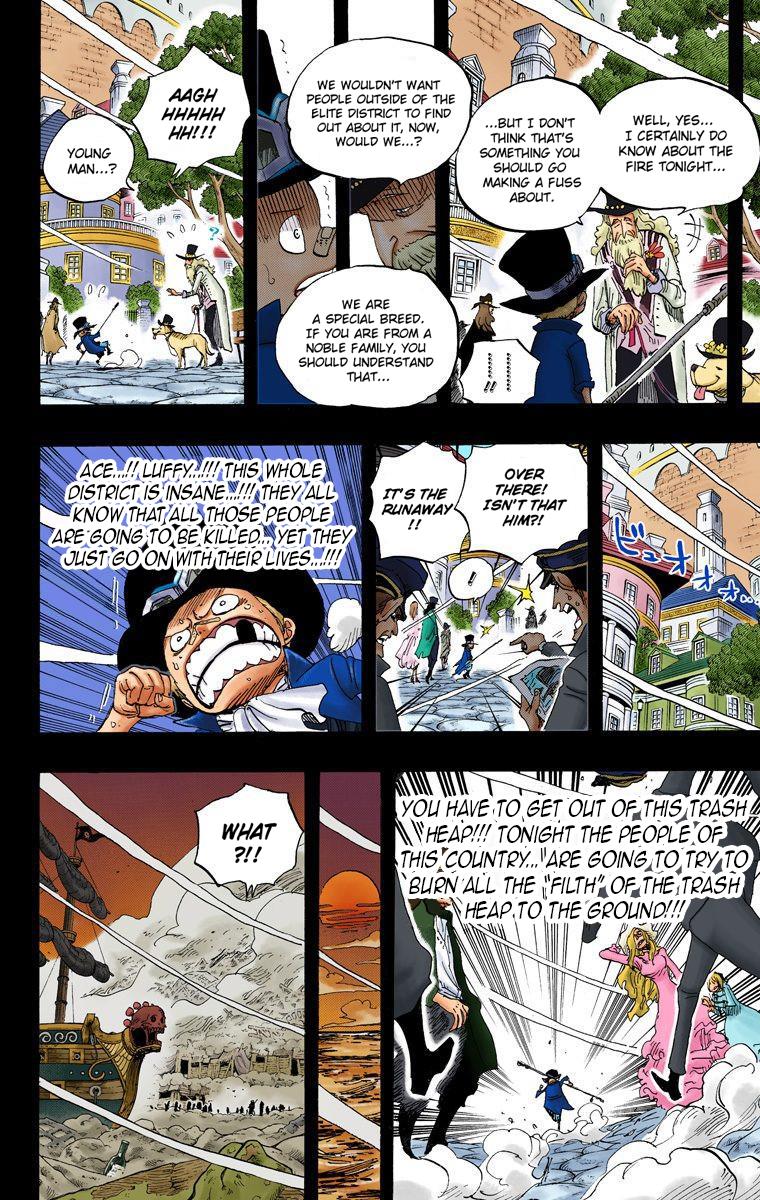 WELL, YES...
I CERTAINLY DO
KNOW ABOUT THE
FIRE TONIGHT...
...BUT I DON'T
THINK THAT'S
SOMETHING YOU
SHOULD GO
MAKING A FUSS
ABOUT.
!!
!!
WE WOULDN'T WANT
PEOPLE OUTSIDE OF THE
ELITE DISTRICT TO FIND
OUT ABOUT IT, NOW,
WOULD WE...?
WE ARE
A SPECIAL BREED.
IF YOU ARE FROM A
NOBLE FAMILY, YOU
SHOULD UNDERSTAND
THAT...
AAGH
HHHHH
HH!!!
YOUNG
MAN...?
?
ビュオオオオ...
OVER
THERE!
ISN'T THAT
HIM?!
IT'S THE
RUNAWAY
!!
!
ACE...!! LUFFY...!!! THIS WHOLE
DISTRICT IS INSANE...!!! THEY ALL
KNOW THAT ALL THOSE PEOPLE
ARE GOING TO BE KILLED... YET THEY
JUST GO ON WITH THEIR LIVES...!!!
YOU HAVE TO GET OUT OF THIS TRASH
HEAP!!! TONIGHT THE PEOPLE OF
THIS COUNTRY... ARE GOING TO TRY TO
BURN ALL THE "FILTH" OF THE TRASH
HEAP TO THE GROUND!!!
WHAT
?!!